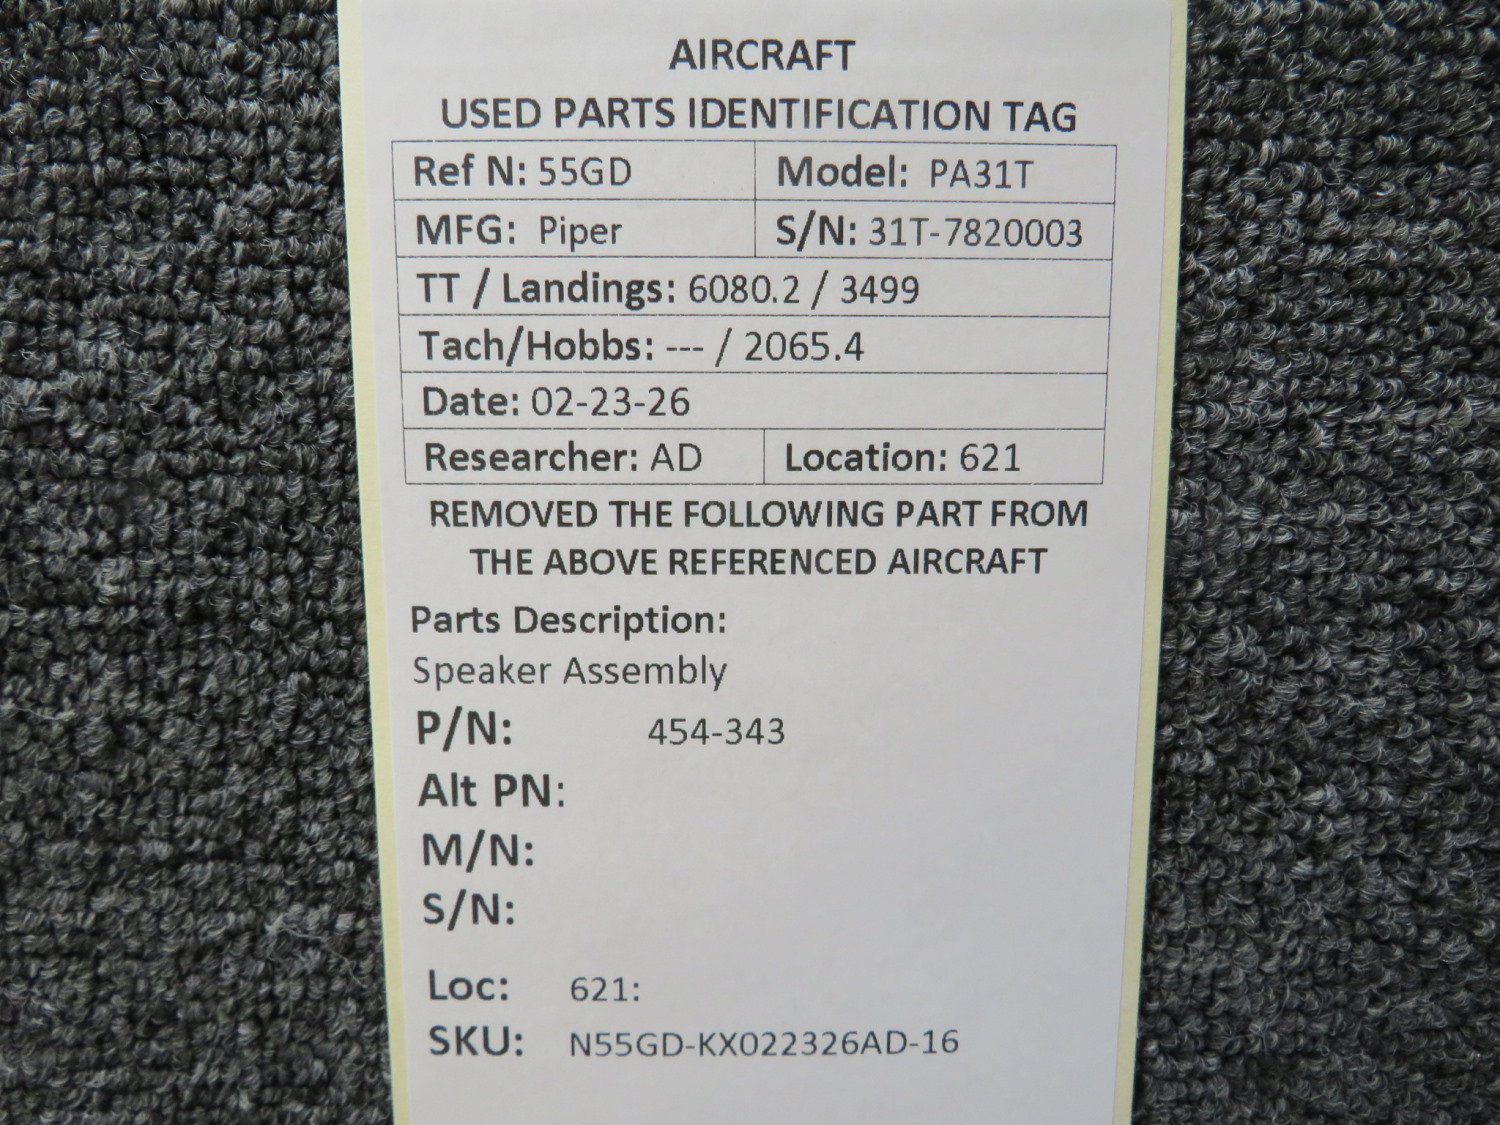 AIRCRAFT
USED PARTS IDENTIFICATION TAG
Ref N: 55GD Model: PA31T
MFG: Piper S/N: 31T-7820003
TT / Landings: 6080.2 / 3499
Tach/Hobbs: --- / 2065.4
Date: 02-23-26
Researcher: AD Location: 621
REMOVED THE FOLLOWING PART FROM
THE ABOVE REFERENCED AIRCRAFT
Parts Description:
Speaker Assembly
P/N: 454-343
Alt PN:
M/N:
S/N:
Loc: 621:
SKU: N55GD-KX022326AD-16